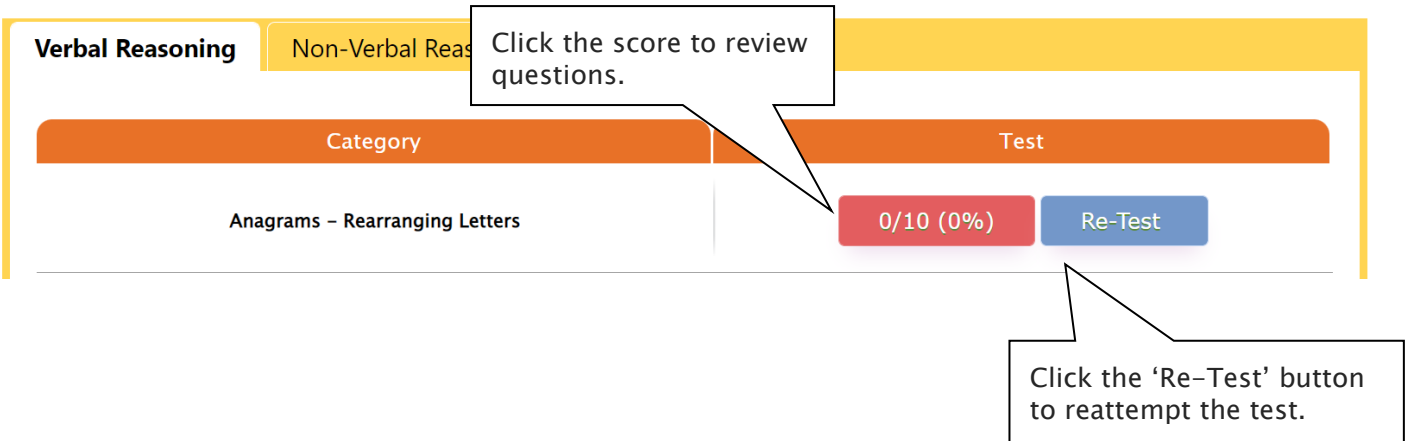 Verbal Reasoning
Non-Verbal Reas
Click the score to review
questions.
Category
Test
Anagrams – Rearranging Letters
0/10 (0%)
Re-Test
Click the ‘Re-Test’ button
to reattempt the test.